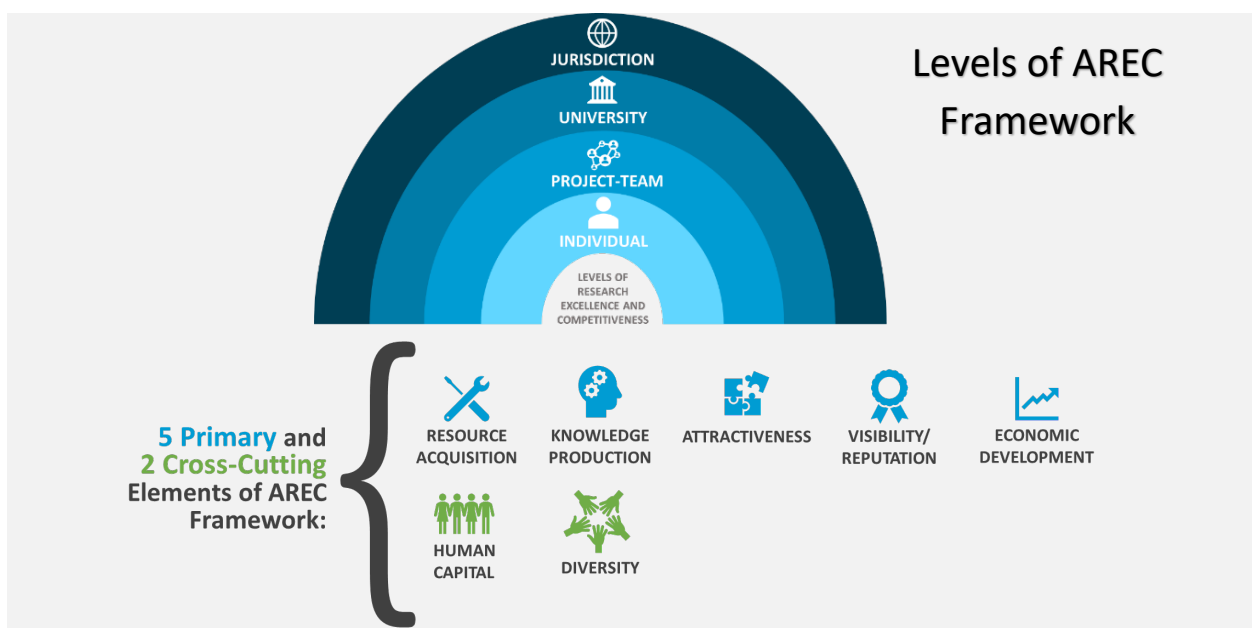 Levels of AREC
Framework
JURISDICTION
UNIVERSITY
PROJECT-TEAM
INDIVIDUAL
LEVELS OF
RESEARCH
EXCELLENCE AND
COMPETITIVENESS
5 Primary and
2 Cross-Cutting
Elements of AREC
Framework:
RESOURCE
ACQUISITION
KNOWLEDGE
PRODUCTION
ATTRACTIVENESS
VISIBILITY/
REPUTATION
ECONOMIC
DEVELOPMENT
HUMAN
CAPITAL
DIVERSITY